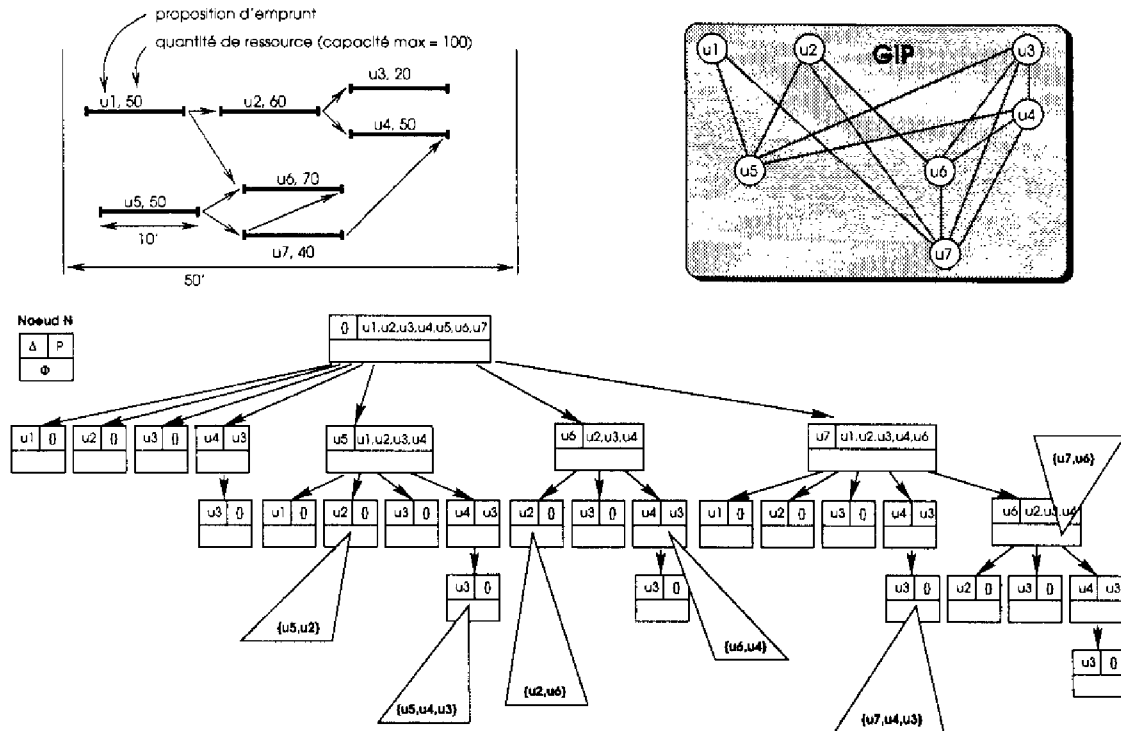 proposition d'emprunt
quantité de ressource (capacité max = 100)
u1, 50
u2, 60
u3, 20
u4, 50
u6, 70
u5, 50
10'
u7, 40
50'
GIP
u1
u2
u3
u4
u5
u6
u7
Noeud N
Δ P
Φ
{} u1,u2,u3,u4,u5,u6,u7
u1 {}
u2 {}
u3 {}
u4 u3
u5 u1,u2,u3,u4
u6 u2,u3,u4
u7 u1,u2,u3,u4,u6
{u7,u6}
u3 {}
u1 {}
u2 {}
u3 {}
u4 u3
u2 {}
u3 {}
u4 u3
u1 {}
u2 {}
u3 {}
u4 u3
u6 u2,u3,u4
u3 {}
u3 {}
u3 {}
u2 {}
u3 {}
u4 u3
{u5,u2}
{u6,u4}
u3 {}
{u2,u6}
{u5,u4,u3}
{u7,u4,u3}